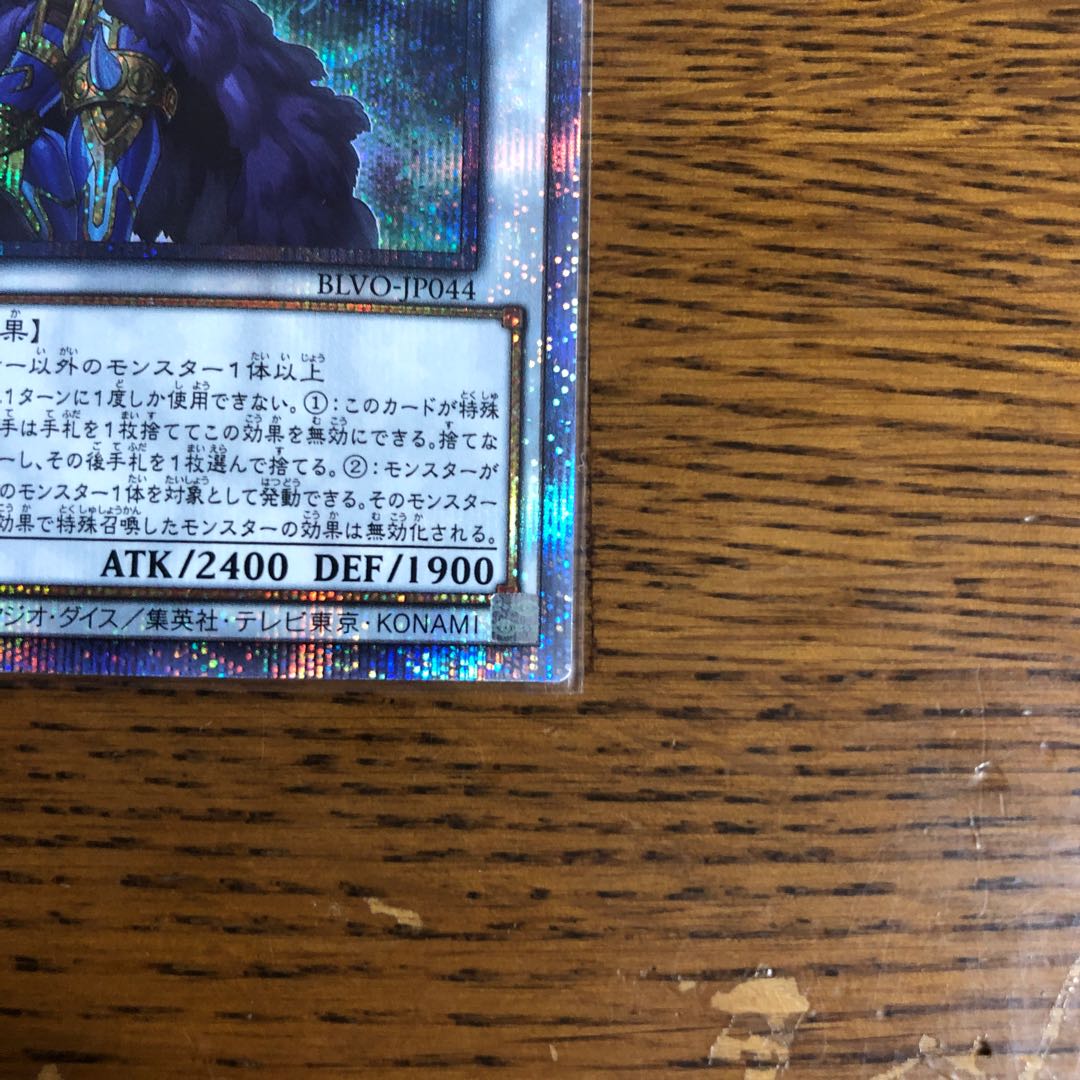 BLVO-JP044
果】
ー以外のモンスター1体以上
1ターンに1度しか使用できない。①:このカードが特殊
手は手札を1枚捨ててこの効果を無効にできる。捨てな
ーし、その後手札を1枚選んで捨てる。②:モンスターが
のモンスター1体を対象として発動できる。そのモンスター
効果で特殊召喚したモンスターの効果は無効化される。
ATK/2400 DEF/1900
ジオ・ダイス/集英社・テレビ東京・KONAMI